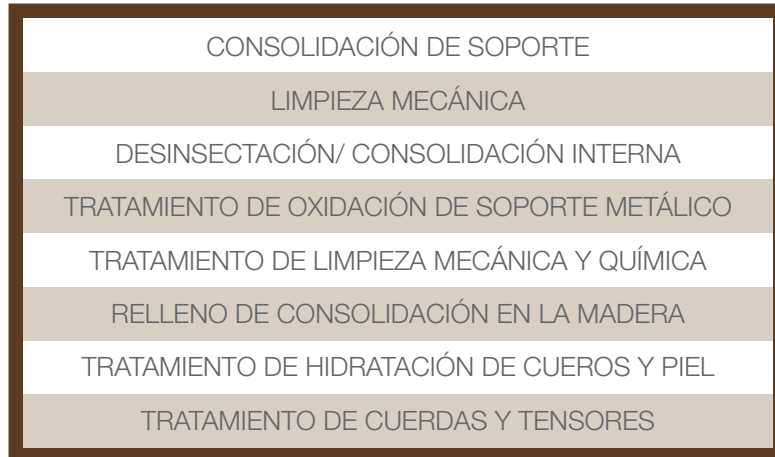 CONSOLIDACIÓN DE SOPORTE
LIMPIEZA MECÁNICA
DESINSECTACIÓN/ CONSOLIDACIÓN INTERNA
TRATAMIENTO DE OXIDACIÓN DE SOPORTE METÁLICO
TRATAMIENTO DE LIMPIEZA MECÁNICA Y QUÍMICA
RELLENO DE CONSOLIDACIÓN EN LA MADERA
TRATAMIENTO DE HIDRATACIÓN DE CUEROS Y PIEL
TRATAMIENTO DE CUERDAS Y TENSORES